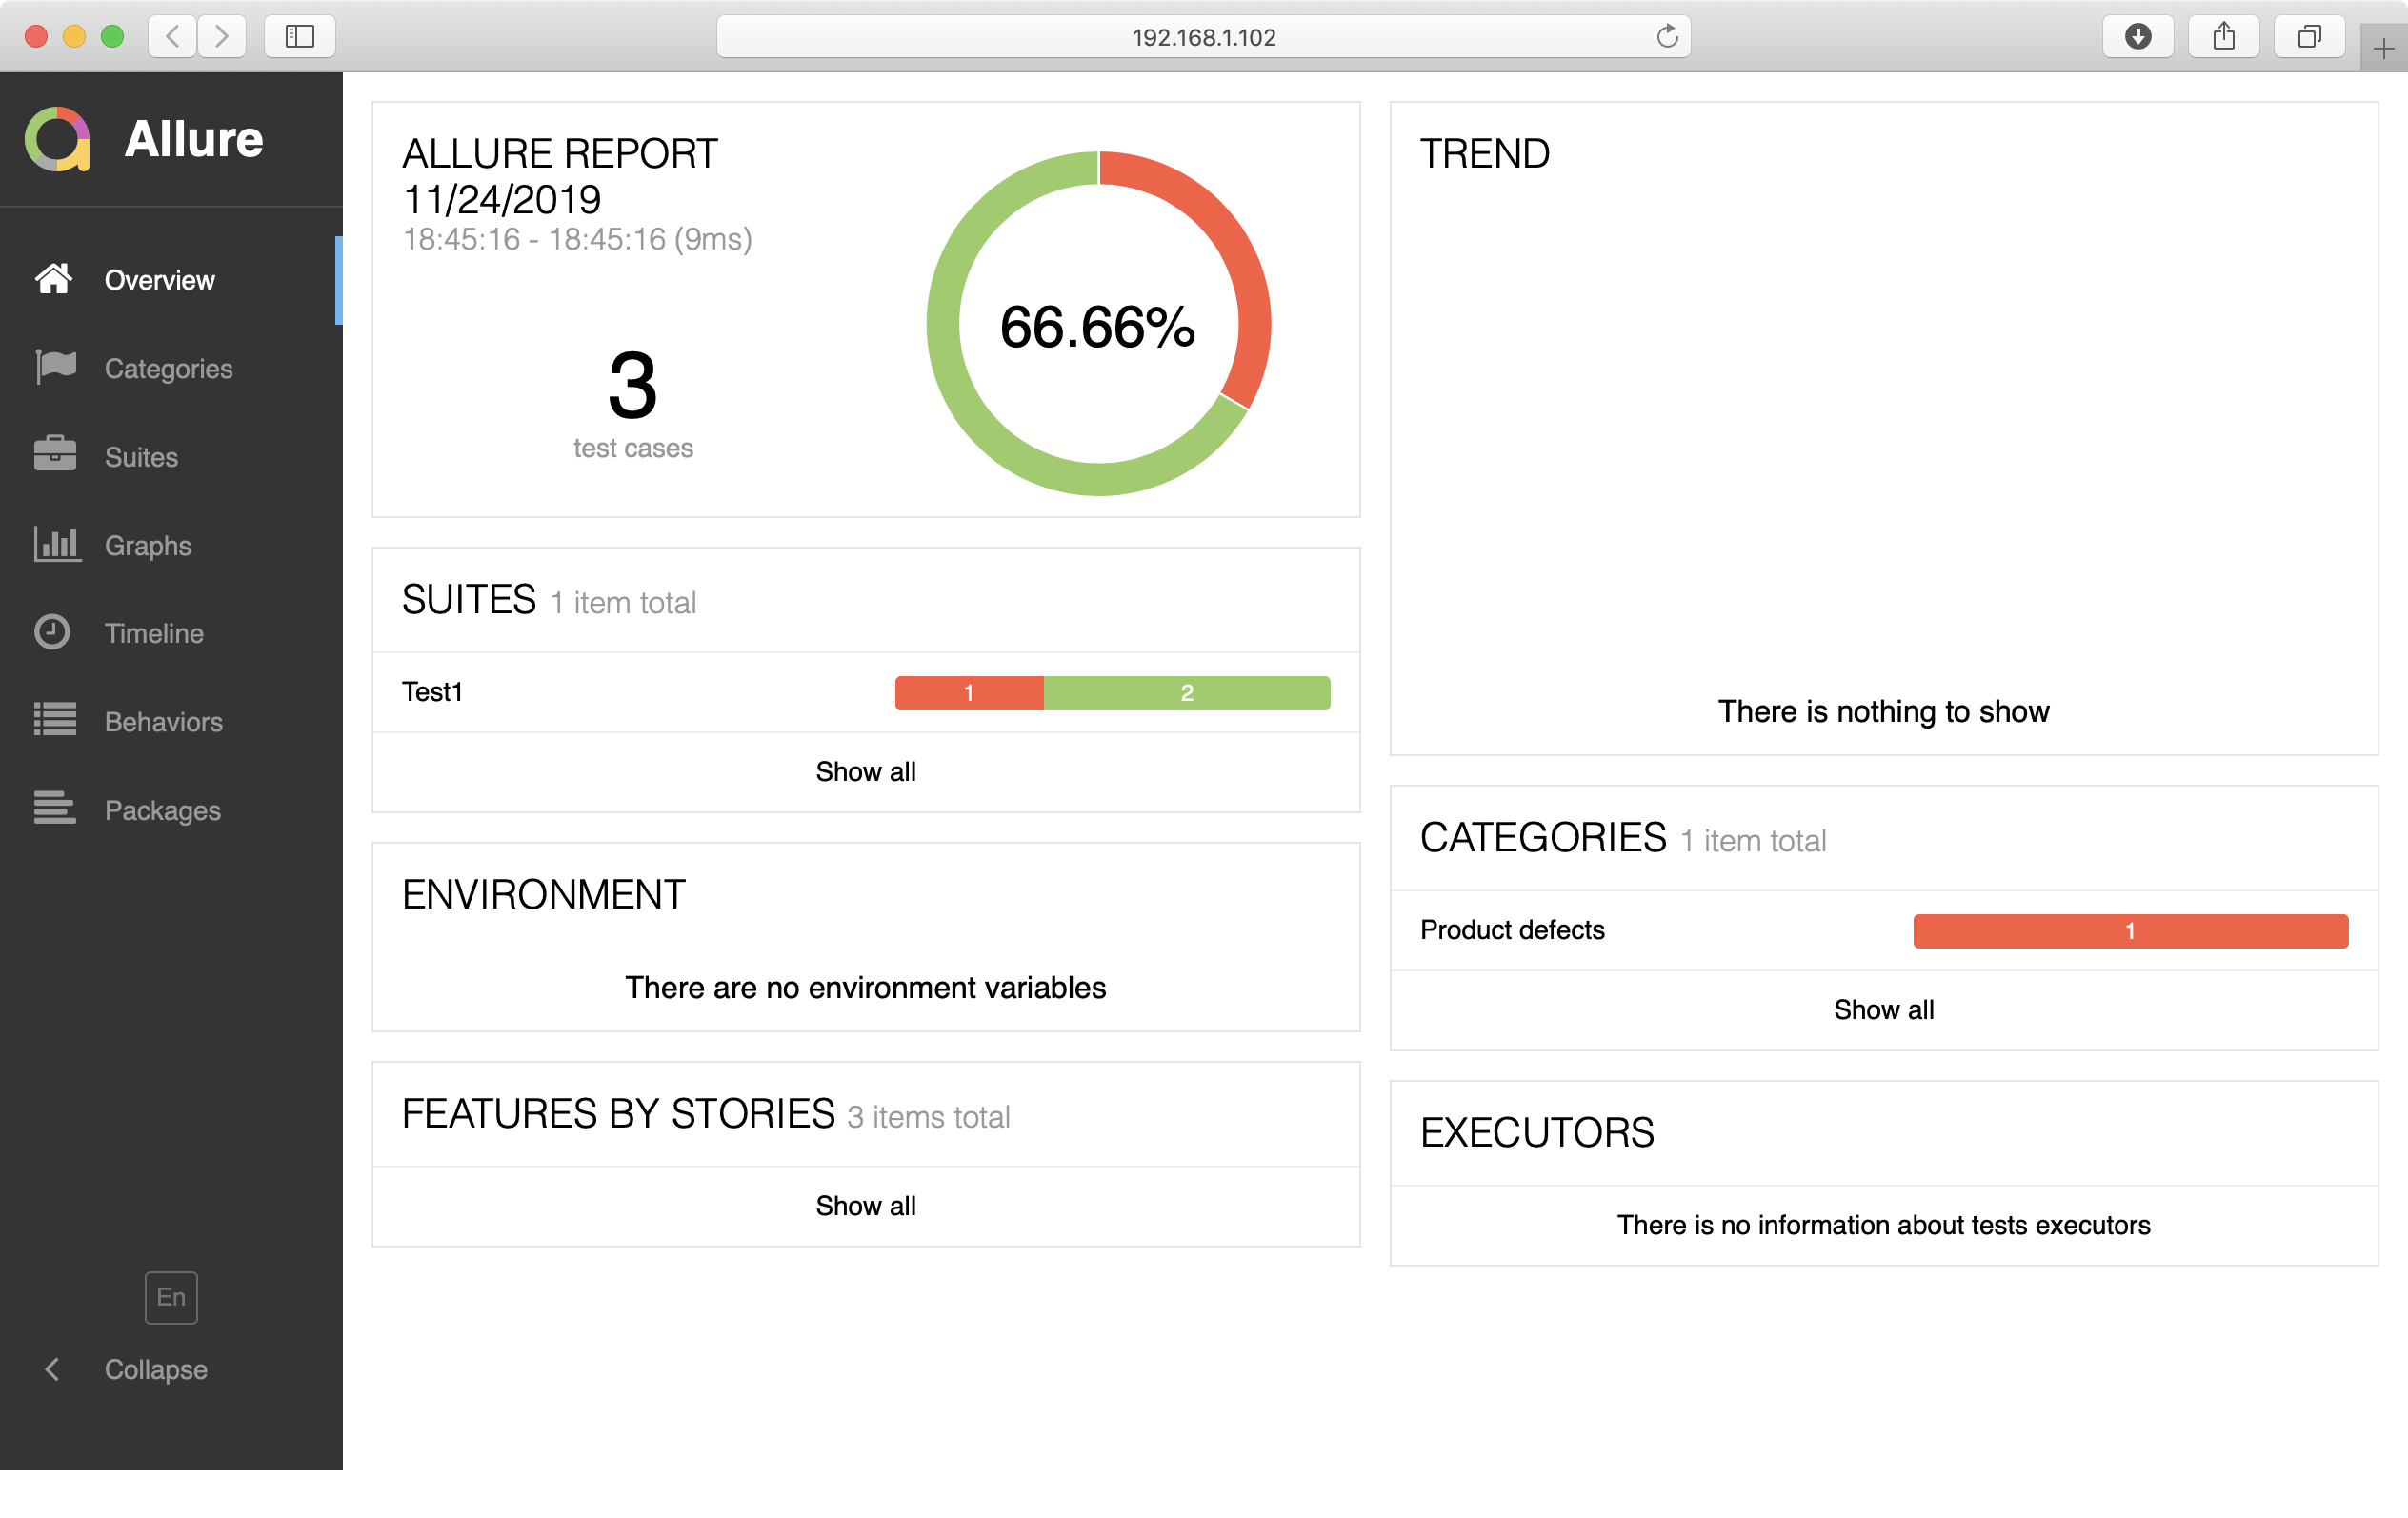 192.168.1.102
Allure
Overview
Categories
Suites
Graphs
Timeline
Behaviors
Packages
En
Collapse
ALLURE REPORT
11/24/2019
18:45:16 - 18:45:16 (9ms)
3
test cases
66.66%
SUITES 1 item total
Test1 1 2
Show all
ENVIRONMENT
There are no environment variables
FEATURES BY STORIES 3 items total
Show all
TREND
There is nothing to show
CATEGORIES 1 item total
Product defects 1
Show all
EXECUTORS
There is no information about tests executors